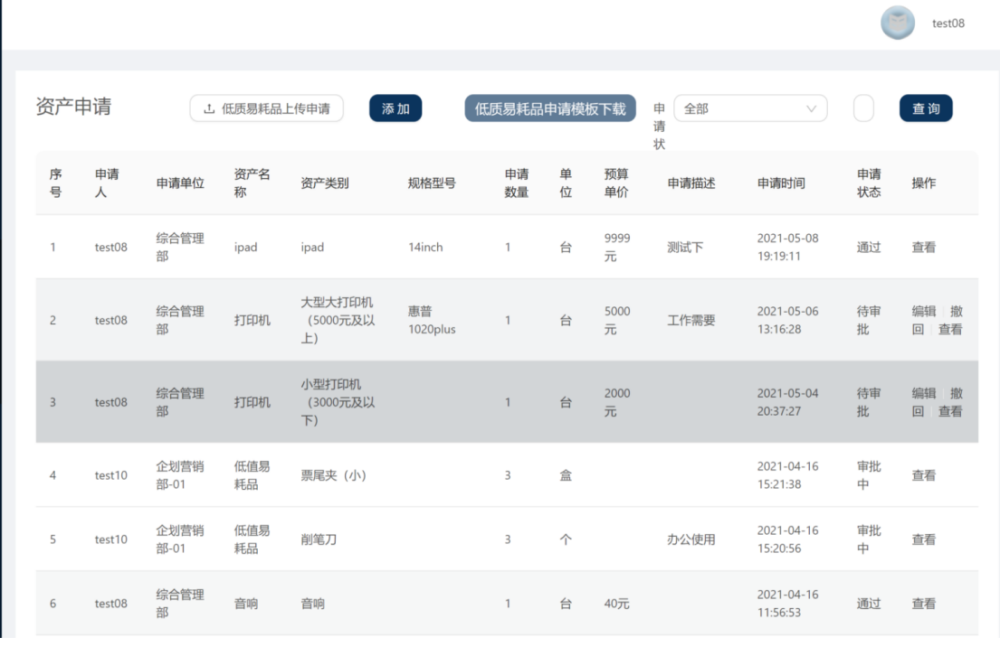 test08
资产申请
低质易耗品上传申请
添加
低质易耗品申请模板下载
申
请
状
全部
查询
序
号
申请
人
申请单位
资产名
称
资产类别
规格型号
申请
数量
单
位
预算
单价
申请描述
申请时间
申请
状态
操作
1
test08
综合管理
部
ipad
ipad
14inch
1
台
9999
元
测试下
2021-05-08
19:19:11
通过
查看
2
test08
综合管理
部
打印机
大型大打印机
（5000元及以
上）
惠普
1020plus
1
台
5000
元
工作需要
2021-05-06
13:16:28
待审
批
编辑 撤
回 查看
3
test08
综合管理
部
打印机
小型打印机
（3000元及以
下）
1
台
2000
元
2021-05-04
20:37:27
待审
批
编辑 撤
回 查看
4
test10
企划营销
部-01
低值易
耗品
票尾夹（小）
3
盒
2021-04-16
15:21:38
审批
中
查看
5
test10
企划营销
部-01
低值易
耗品
削笔刀
3
个
办公使用
2021-04-16
15:20:56
审批
中
查看
6
test08
综合管理
部
音响
音响
1
台
40元
2021-04-16
11:56:53
通过
查看